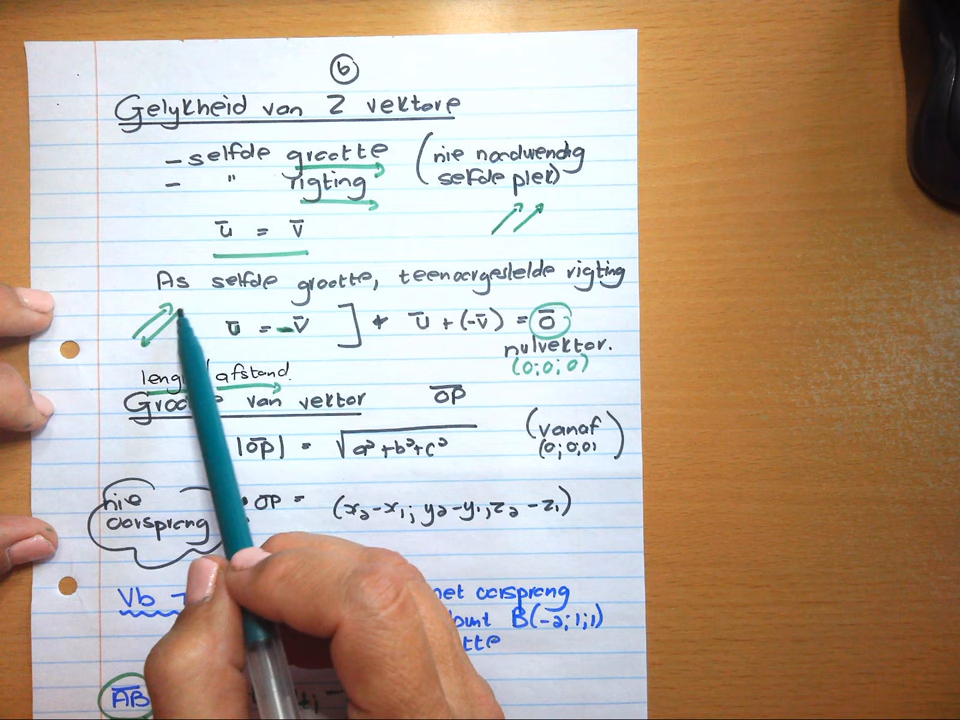 6
Gelykheid van 2 vektore
- selfde grootte (nie noodwendig
- " rigting selfde plek)
ū = v̄
As selfde grootte, teenoorgestelde rigting
ū = -v̄ ] * ū + (-v̄) = ō
nulvektor.
(0;0;0)
afstand.
van vektor OP̅
|OP̅| = √a²+b²+c² (vanaf
(0;0;0)
nie
oorsprong
OP = (x₂-x₁; y₂-y₁; z₂-z₁)
Vb met oorsprong
B(-2;1;1)
AB̅